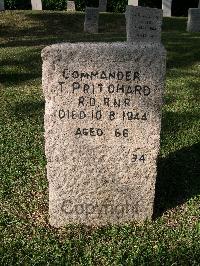 COMMANDER
T. PRITCHARD
R.D. R.N.R.
DIED 10.8.1944
AGED 66
34
Copyright